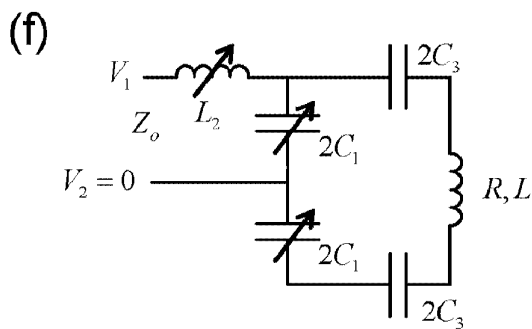 (f)
2C₃
V₁
L₂
Zₒ
2C₁
V₂ = 0
R, L
2C₁
2C₃